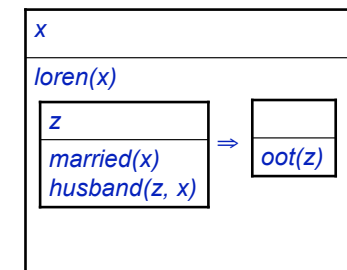 x
loren(x)
z
married(x)
husband(z, x)
⇒
oot(z)